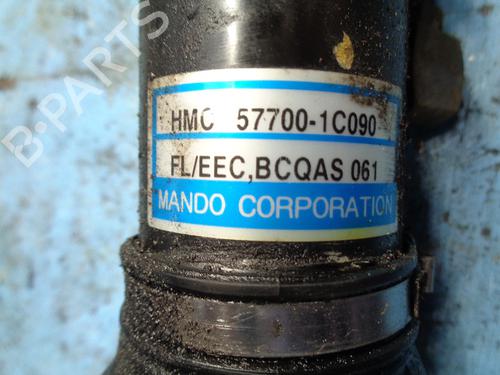 B-PARTS
HMC 57700-1C090
FL/EEC,BCQAS 061
MANDO CORPORATION